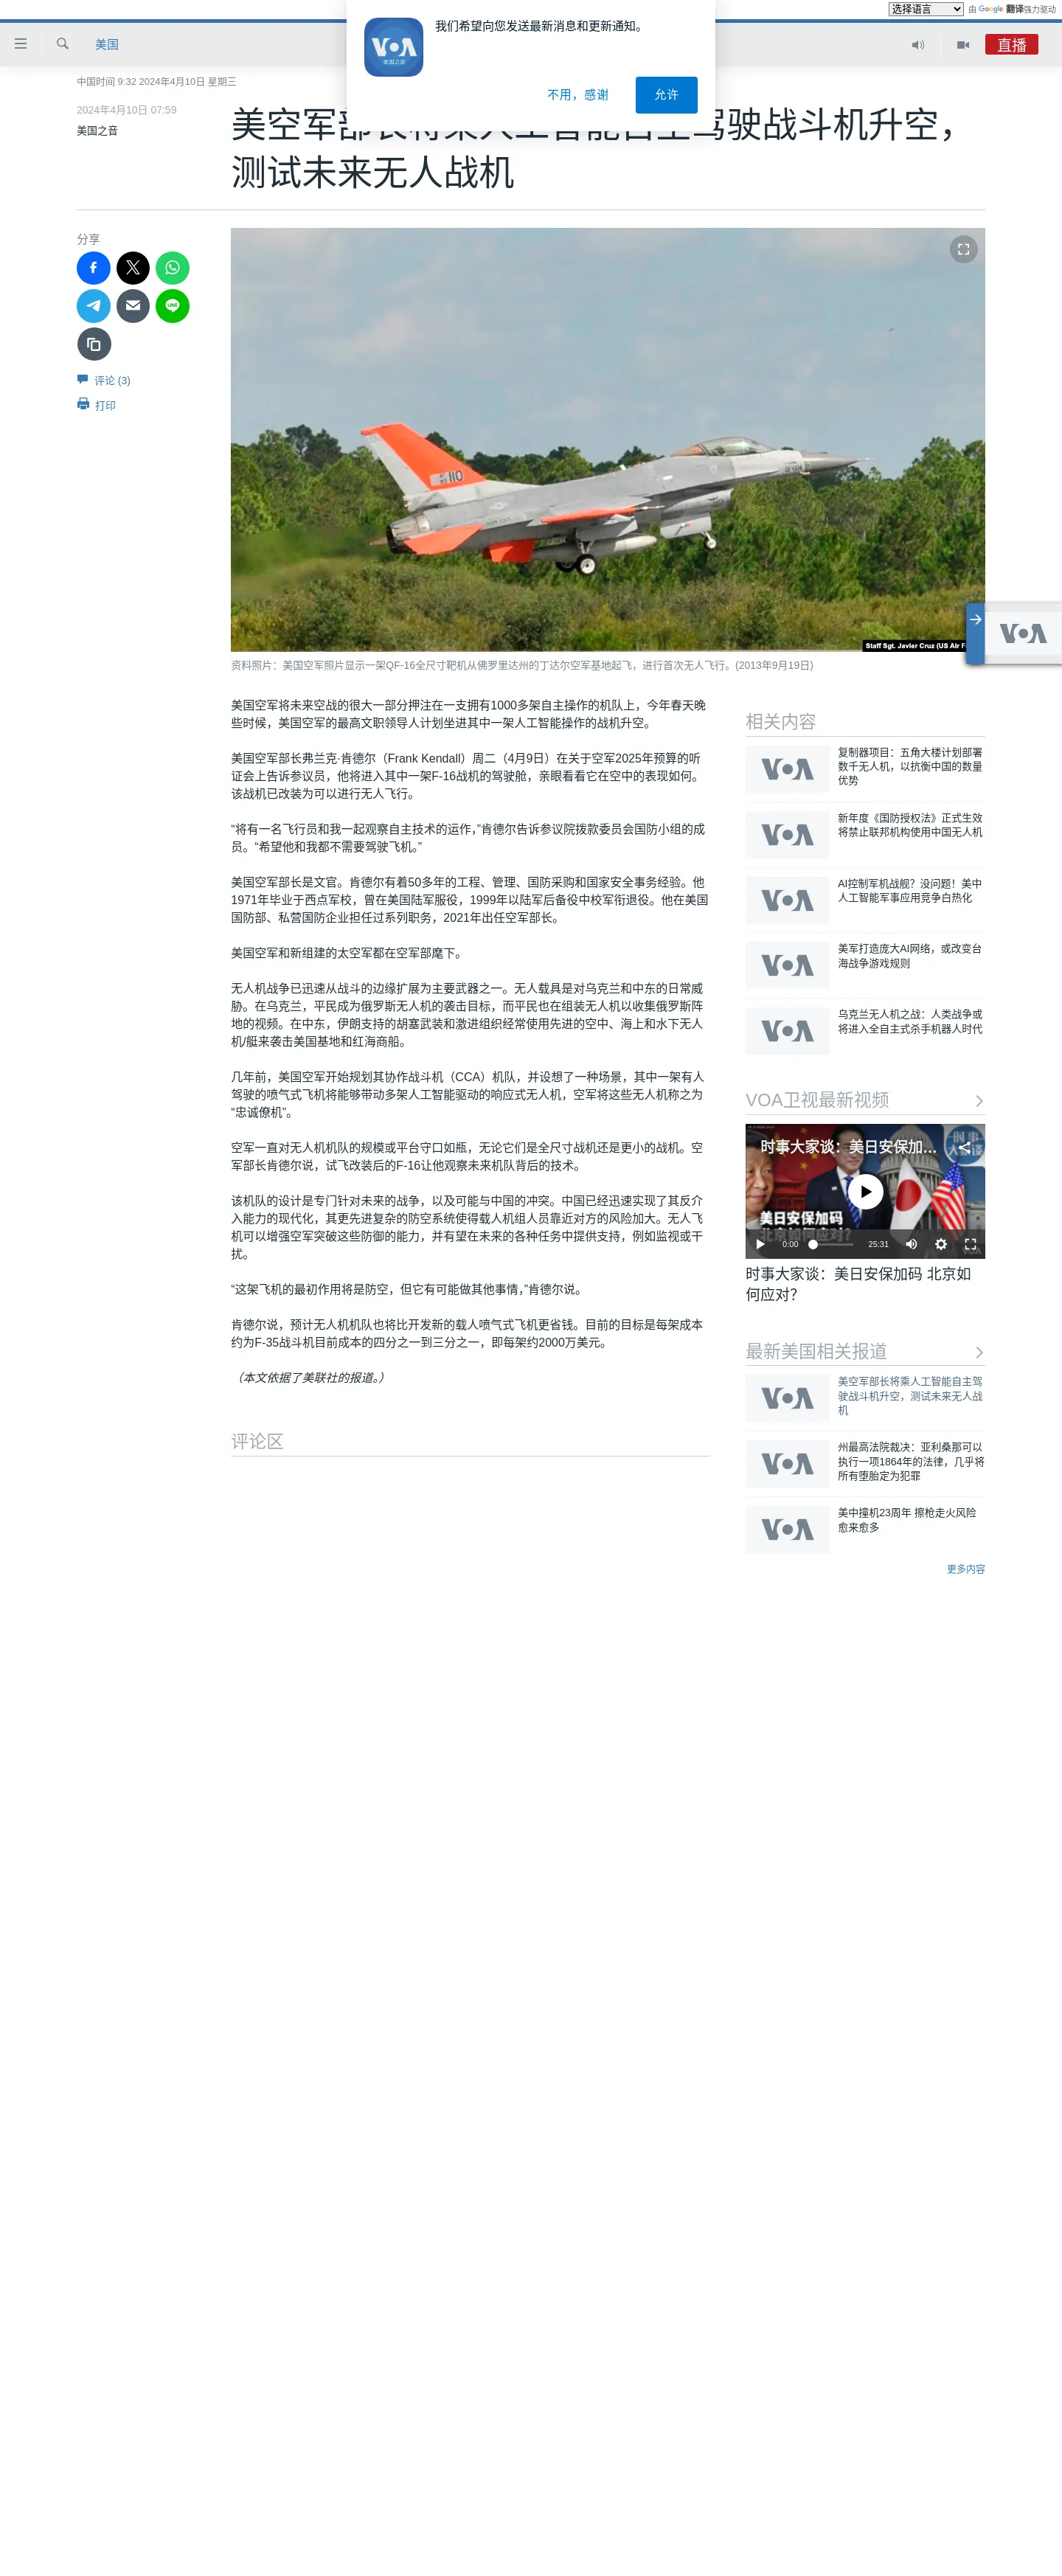 选择语言
由 Google 翻译强力驱动
我们希望向您发送最新消息和更新通知。
VOA
美国之音
不用，感谢
允许
美国
直播
中国时间 9:32 2024年4月10日 星期三
2024年4月10日 07:59
美国之音
测试未来无人战机
分享
评论 (3)
打印
110
Staff Sgt. Javier Cruz (US Air F
VOA
资料照片：美国空军照片显示一架QF-16全尺寸靶机从佛罗里达州的丁达尔空军基地起飞，进行首次无人飞行。(2013年9月19日)
美国空军将未来空战的很大一部分押注在一支拥有1000多架自主操作的机队上，今年春天晚
些时候，美国空军的最高文职领导人计划坐进其中一架人工智能操作的战机升空。
美国空军部长弗兰克·肯德尔（Frank Kendall）周二（4月9日）在关于空军2025年预算的听
证会上告诉参议员，他将进入其中一架F-16战机的驾驶舱，亲眼看看它在空中的表现如何。
该战机已改装为可以进行无人飞行。
“将有一名飞行员和我一起观察自主技术的运作，”肯德尔告诉参议院拨款委员会国防小组的成
员。“希望他和我都不需要驾驶飞机。”
美国空军部长是文官。肯德尔有着50多年的工程、管理、国防采购和国家安全事务经验。他
1971年毕业于西点军校，曾在美国陆军服役，1999年以陆军后备役中校军衔退役。他在美国
国防部、私营国防企业担任过系列职务，2021年出任空军部长。
美国空军和新组建的太空军都在空军部麾下。
无人机战争已迅速从战斗的边缘扩展为主要武器之一。无人载具是对乌克兰和中东的日常威
胁。在乌克兰，平民成为俄罗斯无人机的袭击目标，而平民也在组装无人机以收集俄罗斯阵
地的视频。在中东，伊朗支持的胡塞武装和激进组织经常使用先进的空中、海上和水下无人
机/艇来袭击美国基地和红海商船。
几年前，美国空军开始规划其协作战斗机（CCA）机队，并设想了一种场景，其中一架有人
驾驶的喷气式飞机将能够带动多架人工智能驱动的响应式无人机，空军将这些无人机称之为
“忠诚僚机”。
空军一直对无人机机队的规模或平台守口如瓶，无论它们是全尺寸战机还是更小的战机。空
军部长肯德尔说，试飞改装后的F-16让他观察未来机队背后的技术。
该机队的设计是专门针对未来的战争，以及可能与中国的冲突。中国已经迅速实现了其反介
入能力的现代化，其更先进复杂的防空系统使得载人机组人员靠近对方的风险加大。无人飞
机可以增强空军突破这些防御的能力，并有望在未来的各种任务中提供支持，例如监视或干
扰。
“这架飞机的最初作用将是防空，但它有可能做其他事情，”肯德尔说。
肯德尔说，预计无人机机队也将比开发新的载人喷气式飞机更省钱。目前的目标是每架成本
约为F-35战斗机目前成本的四分之一到三分之一，即每架约2000万美元。
（本文依据了美联社的报道。）
评论区
相关内容
VOA
复制器项目：五角大楼计划部署
数千无人机，以抗衡中国的数量
优势
VOA
新年度《国防授权法》正式生效
将禁止联邦机构使用中国无人机
VOA
AI控制军机战舰？没问题！美中
人工智能军事应用竞争白热化
VOA
美军打造庞大AI网络，或改变台
海战争游戏规则
VOA
乌克兰无人机之战：人类战争或
将进入全自主式杀手机器人时代
VOA卫视最新视频
时事大家谈：美日安保加...
美日安保加码
北京如何应对？
0:00
25:31
时事大家谈：美日安保加码 北京如
何应对？
最新美国相关报道
VOA
美空军部长将乘人工智能自主驾
驶战斗机升空，测试未来无人战
机
VOA
州最高法院裁决：亚利桑那可以
执行一项1864年的法律，几乎将
所有堕胎定为犯罪
VOA
美中撞机23周年 擦枪走火风险
愈来愈多
更多内容